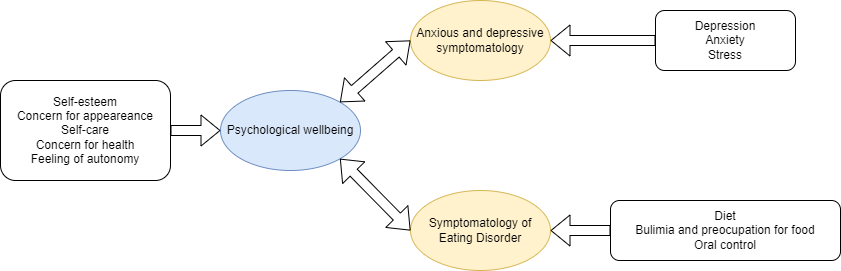 Anxious and depressive
symptomatology
Depression
Anxiety
Stress
Self-esteem
Concern for appeareance
Self-care
Concern for health
Feeling of autonomy
Psychological wellbeing
Symptomatology of
Eating Disorder
Diet
Bulimia and preocupation for food
Oral control